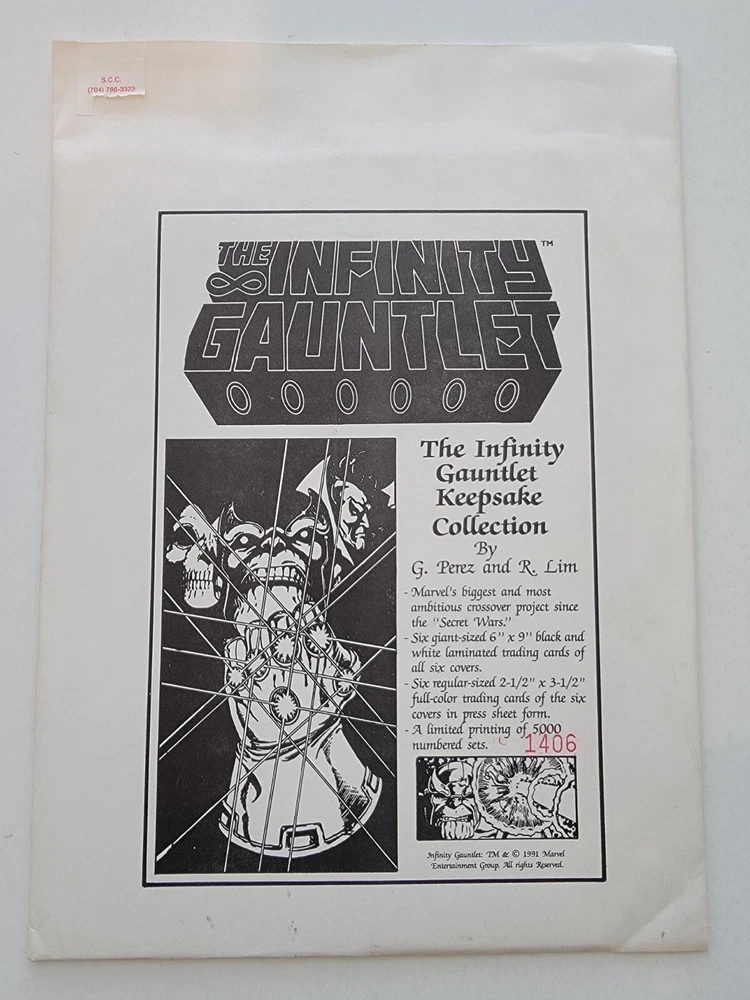 S.C.C.
(704) 788-3323
THE
∞ INFINITY ™
GAUNTLET
The Infinity
Gauntlet
Keepsake
Collection
By
G. Perez and R. Lim
- Marvel's biggest and most
ambitious crossover project since
the "Secret Wars."
- Six giant-sized 6" x 9" black and
white laminated trading cards of
all six covers.
- Six regular-sized 2-1/2" x 3-1/2"
full-color trading cards of the six
covers in press sheet form.
- A limited printing of 5000
numbered sets. 1406
Infinity Gauntlet: TM & © 1991 Marvel
Entertainment Group. All rights Reserved.